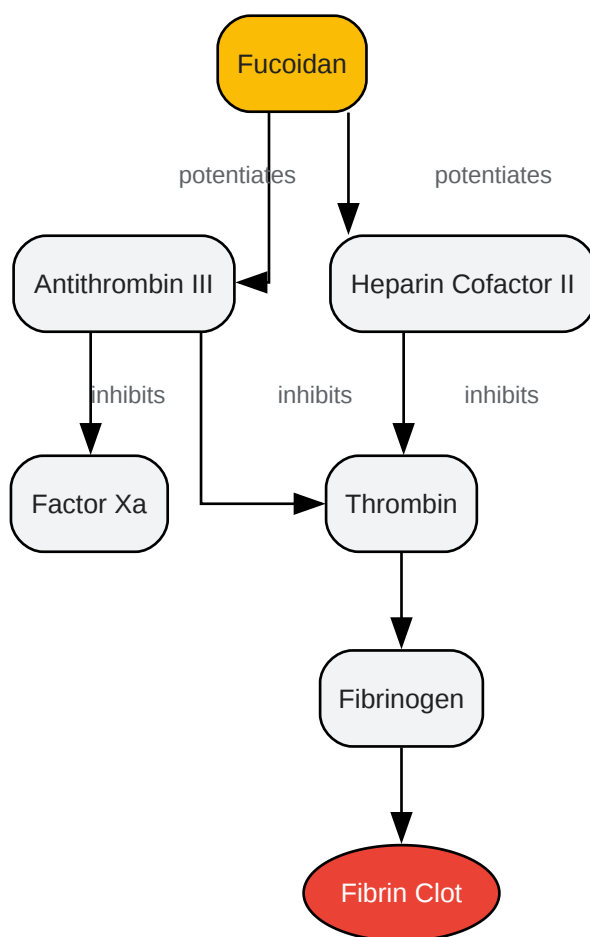 Fucoidan
potentiates
potentiates
Antithrombin III
Heparin Cofactor II
inhibits
inhibits
inhibits
Factor Xa
Thrombin
Fibrinogen
Fibrin Clot